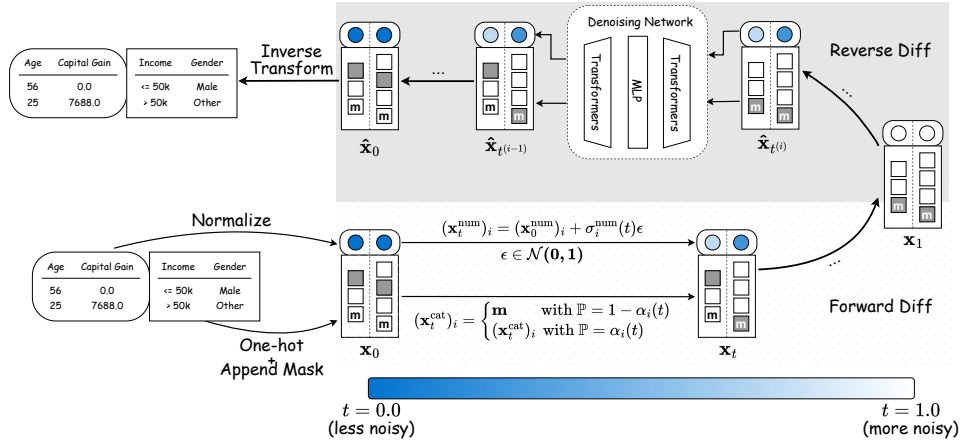 Denoising Network
Transformers
MLP
Transformers
Reverse Diff
Inverse
Transform
...
...
Age Capital Gain Income Gender
56 0.0 <= 50k Male
25 7688.0 > 50k Other
m
m
m
m
m
m
x̂₀
x̂ₜ₍ᵢ₋₁₎
x̂ₜ₍ᵢ₎
m
m
x₁
Normalize
(xₜⁿᵘᵐ)ᵢ = (x₀ⁿᵘᵐ)ᵢ + σᵢⁿᵘᵐ(t)ϵ
ϵ ∈ 𝒩(0, 1)
Age Capital Gain Income Gender
56 0.0 <= 50k Male
25 7688.0 > 50k Other
m
m
m
m
(xₜᶜᵃᵗ)ᵢ = { m with ℙ = 1 − αᵢ(t)
(xₜᶜᵃᵗ)ᵢ with ℙ = αᵢ(t)
...
Forward Diff
One-hot
+
Append Mask
x₀
xₜ
t = 0.0
(less noisy)
t = 1.0
(more noisy)